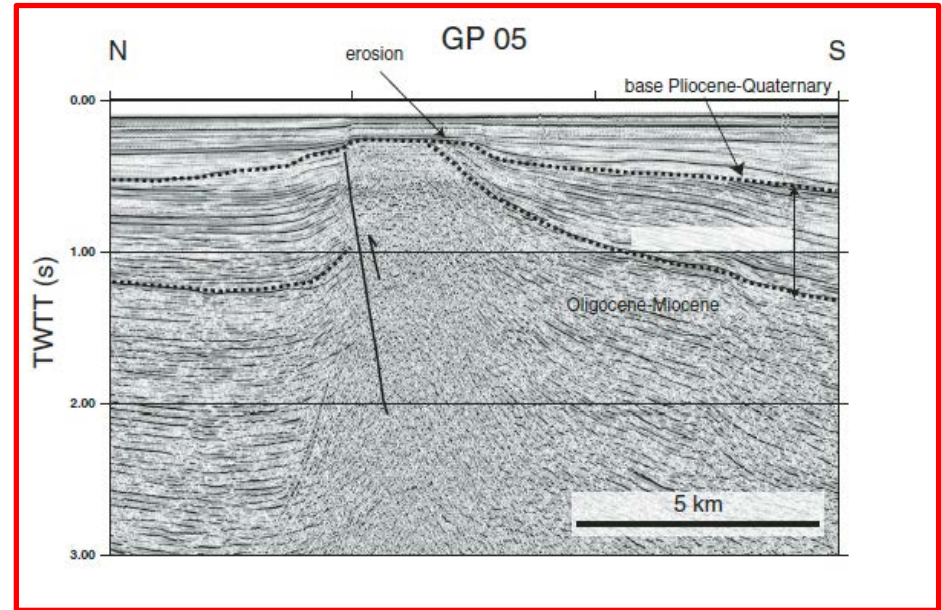 GP 05
N
S
erosion
base Pliocene-Quaternary
0.00
1.00
2.00
3.00
TWTT (s)
Oligocene-Miocene
5 km